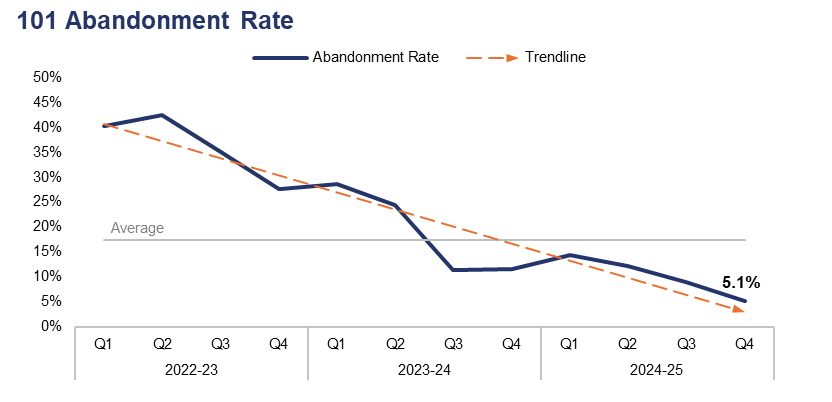 101 Abandonment Rate
Abandonment Rate Trendline
50%
45%
40%
35%
30%
25%
20%
15%
10%
5%
0%
Average
5.1%
Q1 Q2 Q3 Q4 Q1 Q2 Q3 Q4 Q1 Q2 Q3 Q4
2022-23 2023-24 2024-25